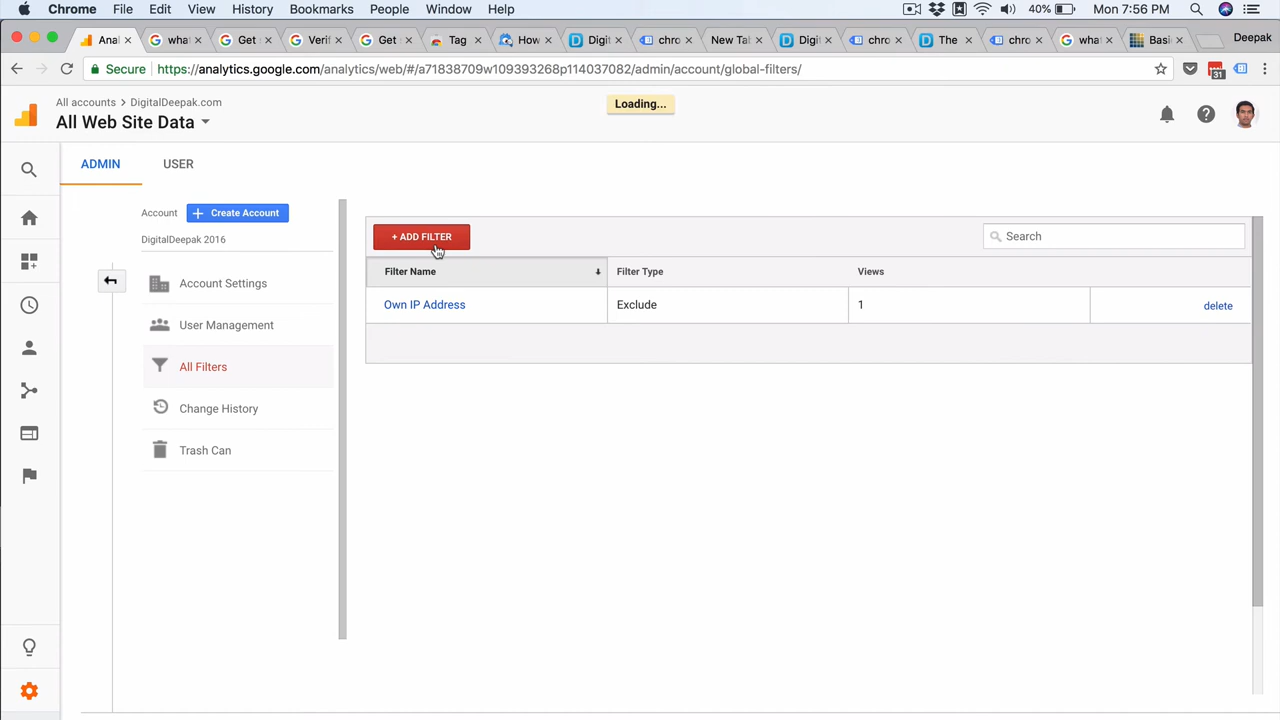 Chrome File Edit View History Bookmarks People Window Help 40% Mon 7:56 PM
Anal what Get Verif Get Tag How Digit chro New Ta Digit chro The chro what Basi Deepak
Secure https://analytics.google.com/analytics/web/#/a71838709w109393268p114037082/admin/account/global-filters/ 31
All accounts > DigitalDeepak.com
All Web Site Data
Loading...
ADMIN USER
Account + Create Account
DigitalDeepak 2016
Account Settings
User Management
All Filters
Change History
Trash Can
+ ADD FILTER Search
Filter Name Filter Type Views
Own IP Address Exclude 1 delete